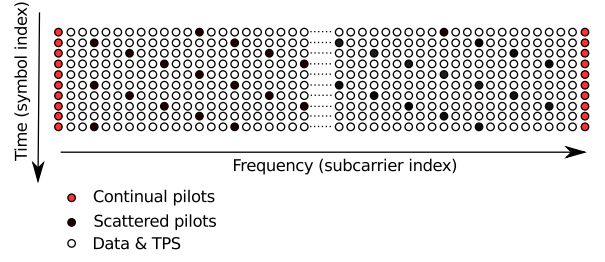 Time (symbol index)
Frequency (subcarrier index)
Continual pilots
Scattered pilots
Data & TPS